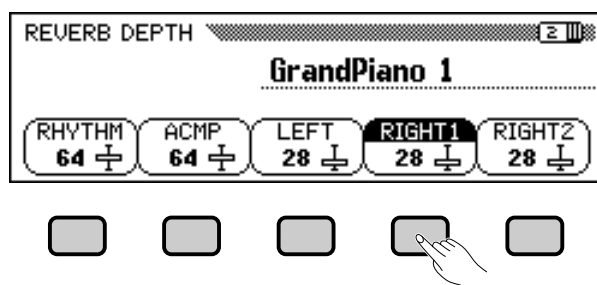 REVERB DEPTH 2
GrandPiano 1
RHYTHM ACMP LEFT RIGHT1 RIGHT2
64 64 28 28 28